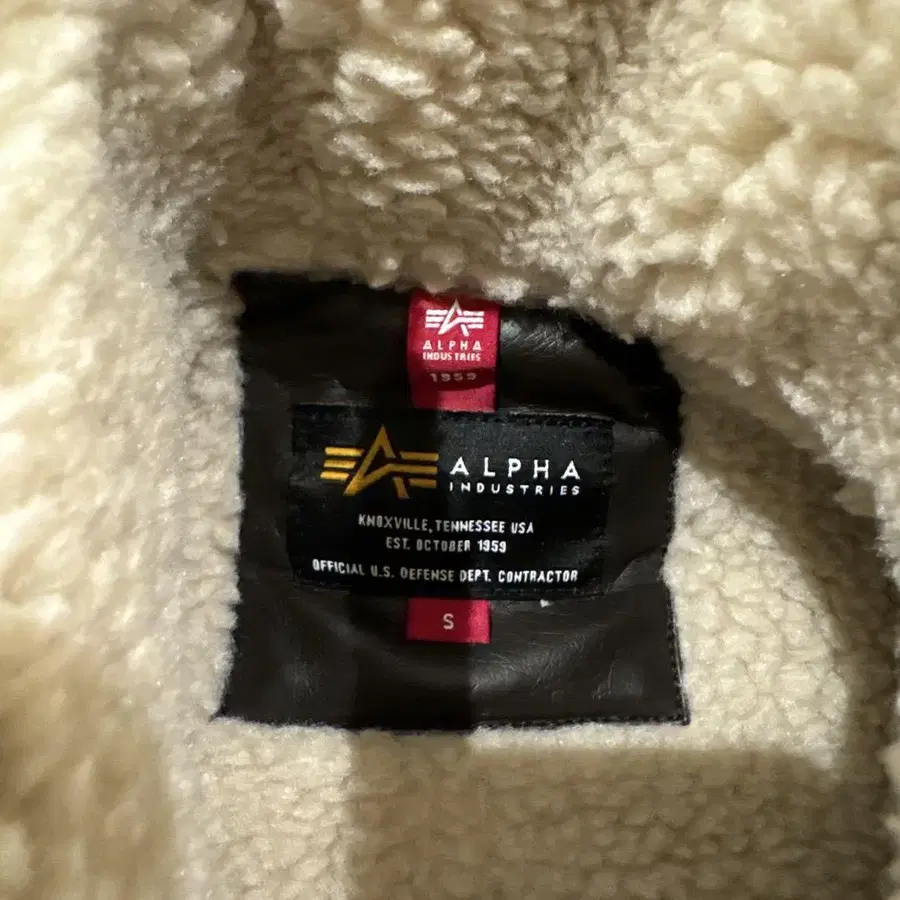 ALPHA
INDUSTRIES
1959
ALPHA
INDUSTRIES
KNOXVILLE, TENNESSEE USA
EST. OCTOBER 1959
OFFICIAL U.S. DEFENSE DEPT. CONTRACTOR
S